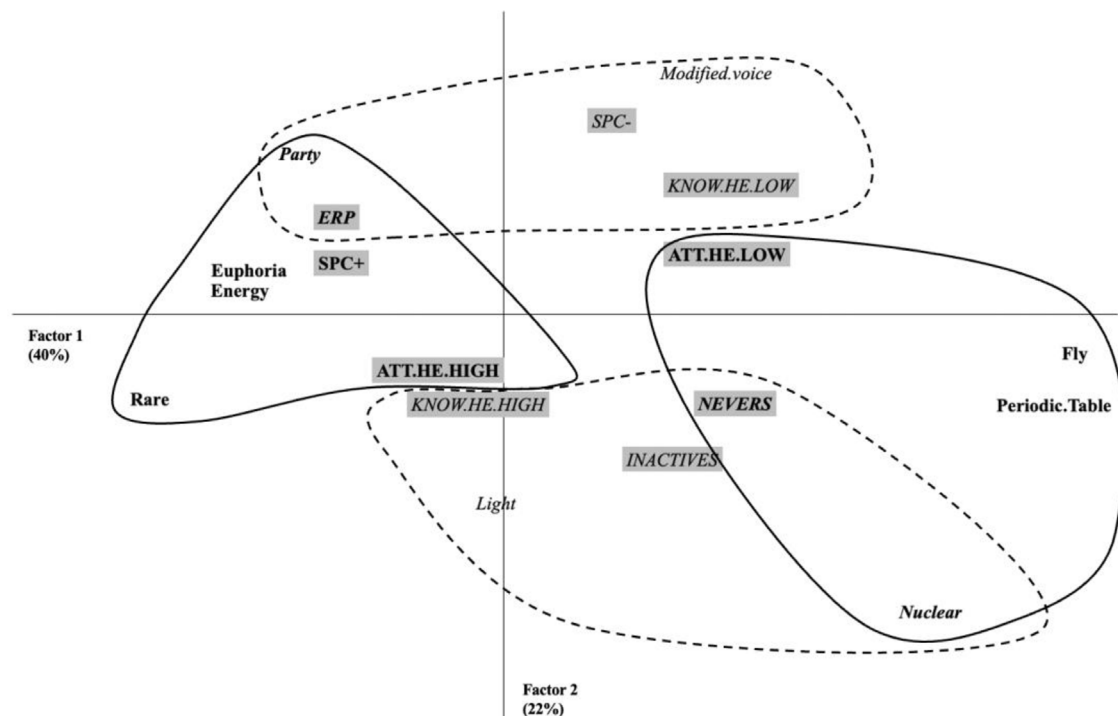 Modified.voice
SPC-
Party
KNOW.HE.LOW
ERP
ATT.HE.LOW
SPC+
Euphoria
Energy
Factor 1
(40%)
Fly
ATT.HE.HIGH
Rare
KNOW.HE.HIGH
NEVERS
Periodic.Table
INACTIVES
Light
Nuclear
Factor 2
(22%)